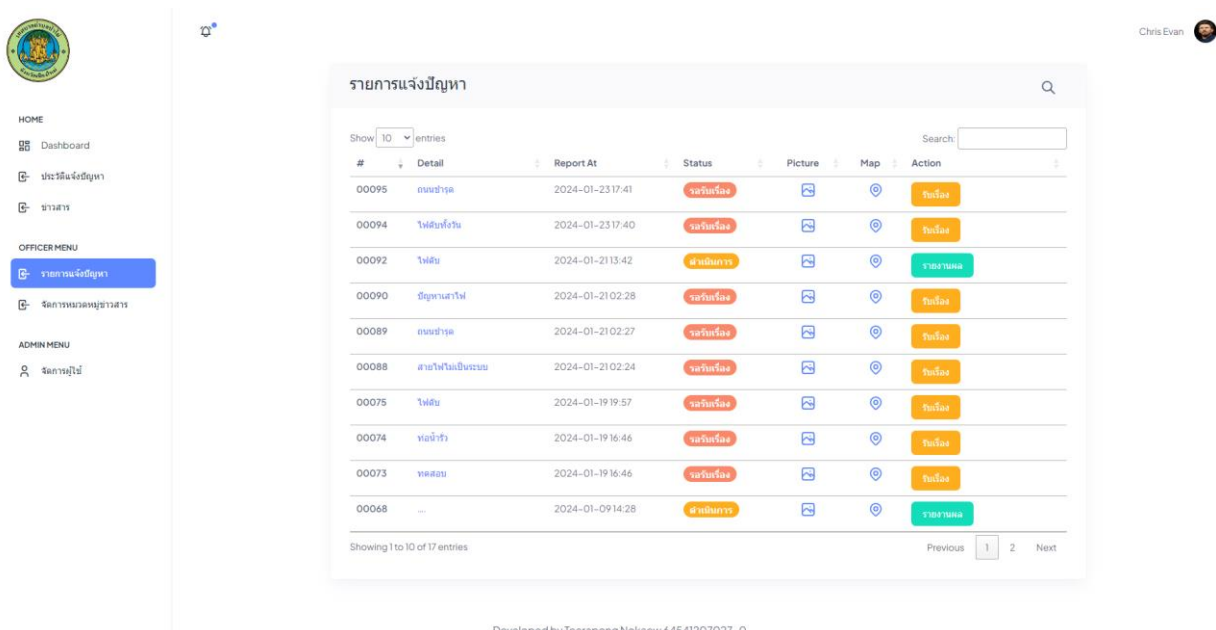 Chris Evan
รายการแจ้งปัญหา
HOME
Dashboard
ประวัติแจ้งปัญหา
ข่าวสาร
OFFICER MENU
รายการแจ้งปัญหา
จัดการหมวดหมู่ข่าวสาร
ADMIN MENU
จัดการผู้ใช้
Show 10 entries Search:
# Detail Report At Status Picture Map Action
00095 ถนนชำรุด 2024-01-23 17:41 รอรับเรื่อง รับเรื่อง
00094 ไฟดับทั้งวัน 2024-01-23 17:40 รอรับเรื่อง รับเรื่อง
00092 ไฟดับ 2024-01-21 13:42 ดำเนินการ รายงานผล
00090 ปัญหาเสาไฟ 2024-01-21 02:28 รอรับเรื่อง รับเรื่อง
00089 ถนนชำรุด 2024-01-21 02:27 รอรับเรื่อง รับเรื่อง
00088 สายไฟไม่เป็นระบบ 2024-01-21 02:24 รอรับเรื่อง รับเรื่อง
00075 ไฟดับ 2024-01-19 19:57 รอรับเรื่อง รับเรื่อง
00074 ท่อน้ำรั่ว 2024-01-19 16:46 รอรับเรื่อง รับเรื่อง
00073 ทดสอบ 2024-01-19 16:46 รอรับเรื่อง รับเรื่อง
00068 .... 2024-01-09 14:28 ดำเนินการ รายงานผล
Showing 1 to 10 of 17 entries Previous 1 2 Next
Developed by